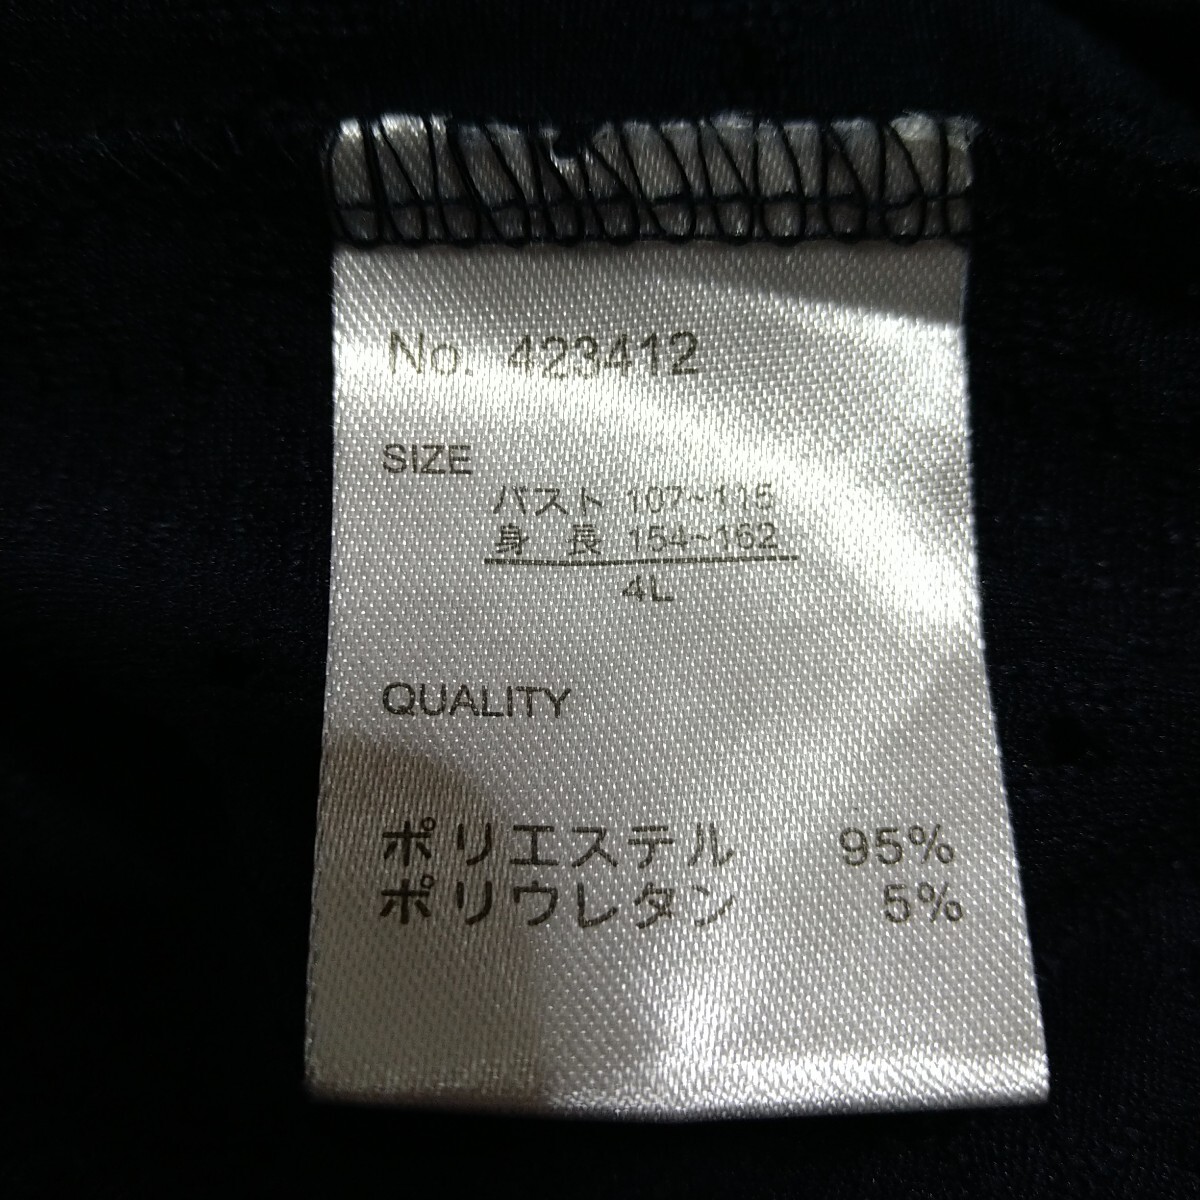 No. 423412
SIZE
バスト 107~115
身 長 154~162
4L
QUALITY
ポリエステル 95%
ポリウレタン 5%